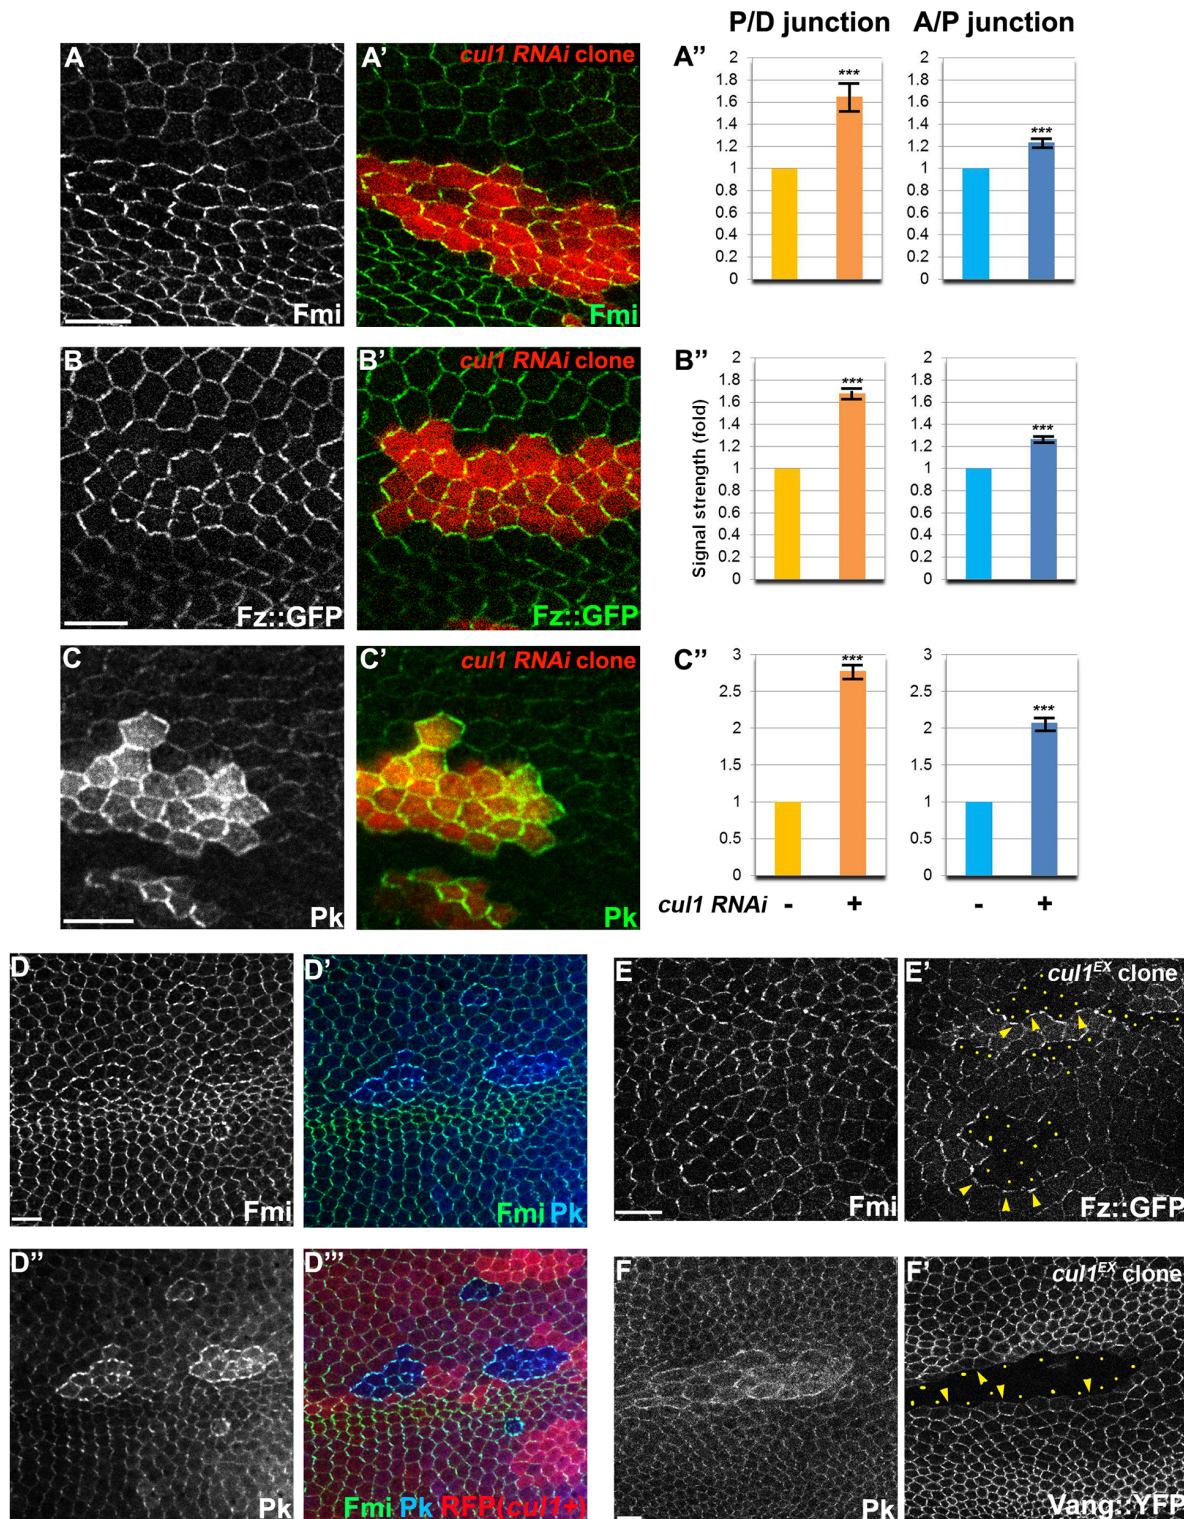 P/D junction
A/P junction
A
Fmi
A'
cul1 RNAi clone
Fmi
A''
2
1.8
1.6
1.4
1.2
1
0.8
0.6
0.4
0.2
0
***
2
1.8
1.6
1.4
1.2
1
0.8
0.6
0.4
0.2
0
***
B
Fz::GFP
B'
cul1 RNAi clone
Fz::GFP
B''
Signal strength (fold)
2
1.8
1.6
1.4
1.2
1
0.8
0.6
0.4
0.2
0
***
2
1.8
1.6
1.4
1.2
1
0.8
0.6
0.4
0.2
0
***
C
Pk
C'
cul1 RNAi clone
Pk
C''
3
2.5
2
1.5
1
0.5
0
***
3
2.5
2
1.5
1
0.5
0
***
cul1 RNAi - + - +
D
Fmi
D'
Fmi Pk
E
Fmi
E'
cul1EX clone
Fz::GFP
D''
Pk
D'''
Fmi Pk RFP(cul1+)
F
Pk
F'
cul1EX clone
Vang::YFP